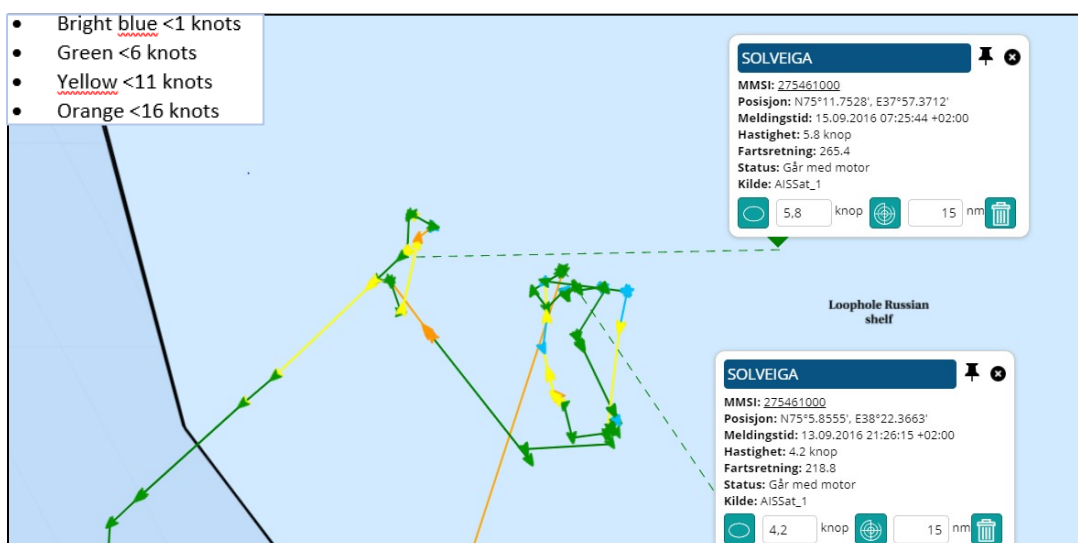 • Bright blue <1 knots
• Green <6 knots
• Yellow <11 knots
• Orange <16 knots
SOLVEIGA
MMSI: 275461000
Posisjon: N75°11.7528', E37°57.3712'
Meldingstid: 15.09.2016 07:25:44 +02:00
Hastighet: 5.8 knop
Fartsretning: 265.4
Status: Går med motor
Kilde: AISSat_1
5,8 knop 15 nm
Loophole Russian
shelf
SOLVEIGA
MMSI: 275461000
Posisjon: N75°5.8555', E38°22.3663'
Meldingstid: 13.09.2016 21:26:15 +02:00
Hastighet: 4.2 knop
Fartsretning: 218.8
Status: Går med motor
Kilde: AISSat_1
4,2 knop 15 nm